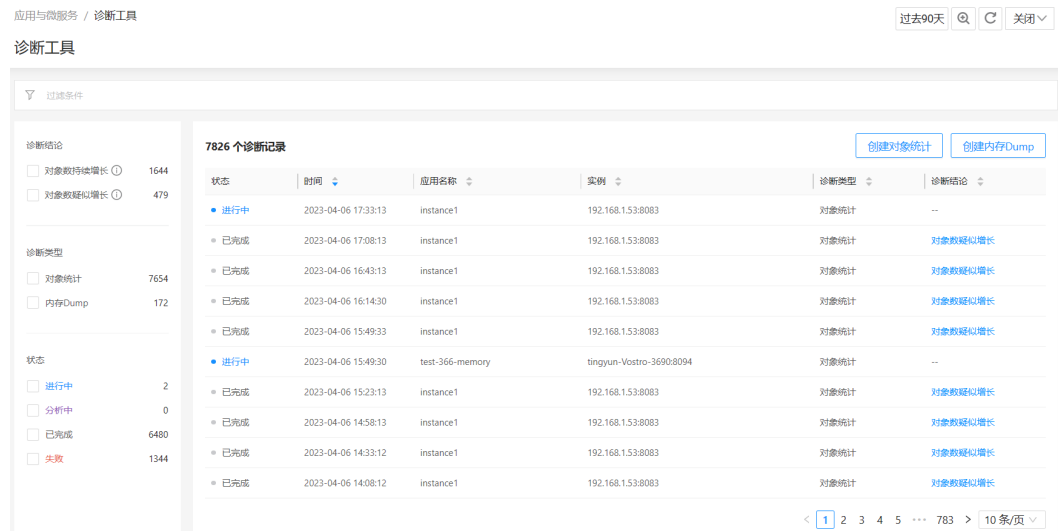 应用与微服务 / 诊断工具
过去90天 关闭
诊断工具
过滤条件
诊断结论
对象数持续增长 1644
对象数疑似增长 479
诊断类型
对象统计 7654
内存Dump 172
状态
进行中 2
分析中 0
已完成 6480
失败 1344
7826 个诊断记录 创建对象统计 创建内存Dump
状态 时间 应用名称 实例 诊断类型 诊断结论
进行中 2023-04-06 17:33:13 instance1 192.168.1.53:8083 对象统计 --
已完成 2023-04-06 17:08:13 instance1 192.168.1.53:8083 对象统计 对象数疑似增长
已完成 2023-04-06 16:43:13 instance1 192.168.1.53:8083 对象统计 对象数疑似增长
已完成 2023-04-06 16:14:30 instance1 192.168.1.53:8083 对象统计 对象数疑似增长
已完成 2023-04-06 15:49:33 instance1 192.168.1.53:8083 对象统计 对象数疑似增长
进行中 2023-04-06 15:49:30 test-366-memory tingyun-Vostro-3690:8094 对象统计 --
已完成 2023-04-06 15:23:13 instance1 192.168.1.53:8083 对象统计 对象数疑似增长
已完成 2023-04-06 14:58:13 instance1 192.168.1.53:8083 对象统计 对象数疑似增长
已完成 2023-04-06 14:33:12 instance1 192.168.1.53:8083 对象统计 对象数疑似增长
已完成 2023-04-06 14:08:12 instance1 192.168.1.53:8083 对象统计 对象数疑似增长
< 1 2 3 4 5 ••• 783 > 10 条/页